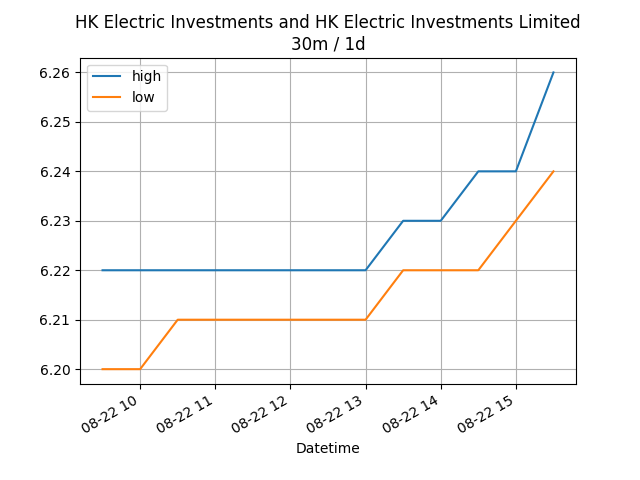 HK Electric Investments and HK Electric Investments Limited
30m / 1d
high
low
6.26
6.25
6.24
6.23
6.22
6.21
6.20
08-22 10
08-22 11
08-22 12
08-22 13
08-22 14
08-22 15
Datetime